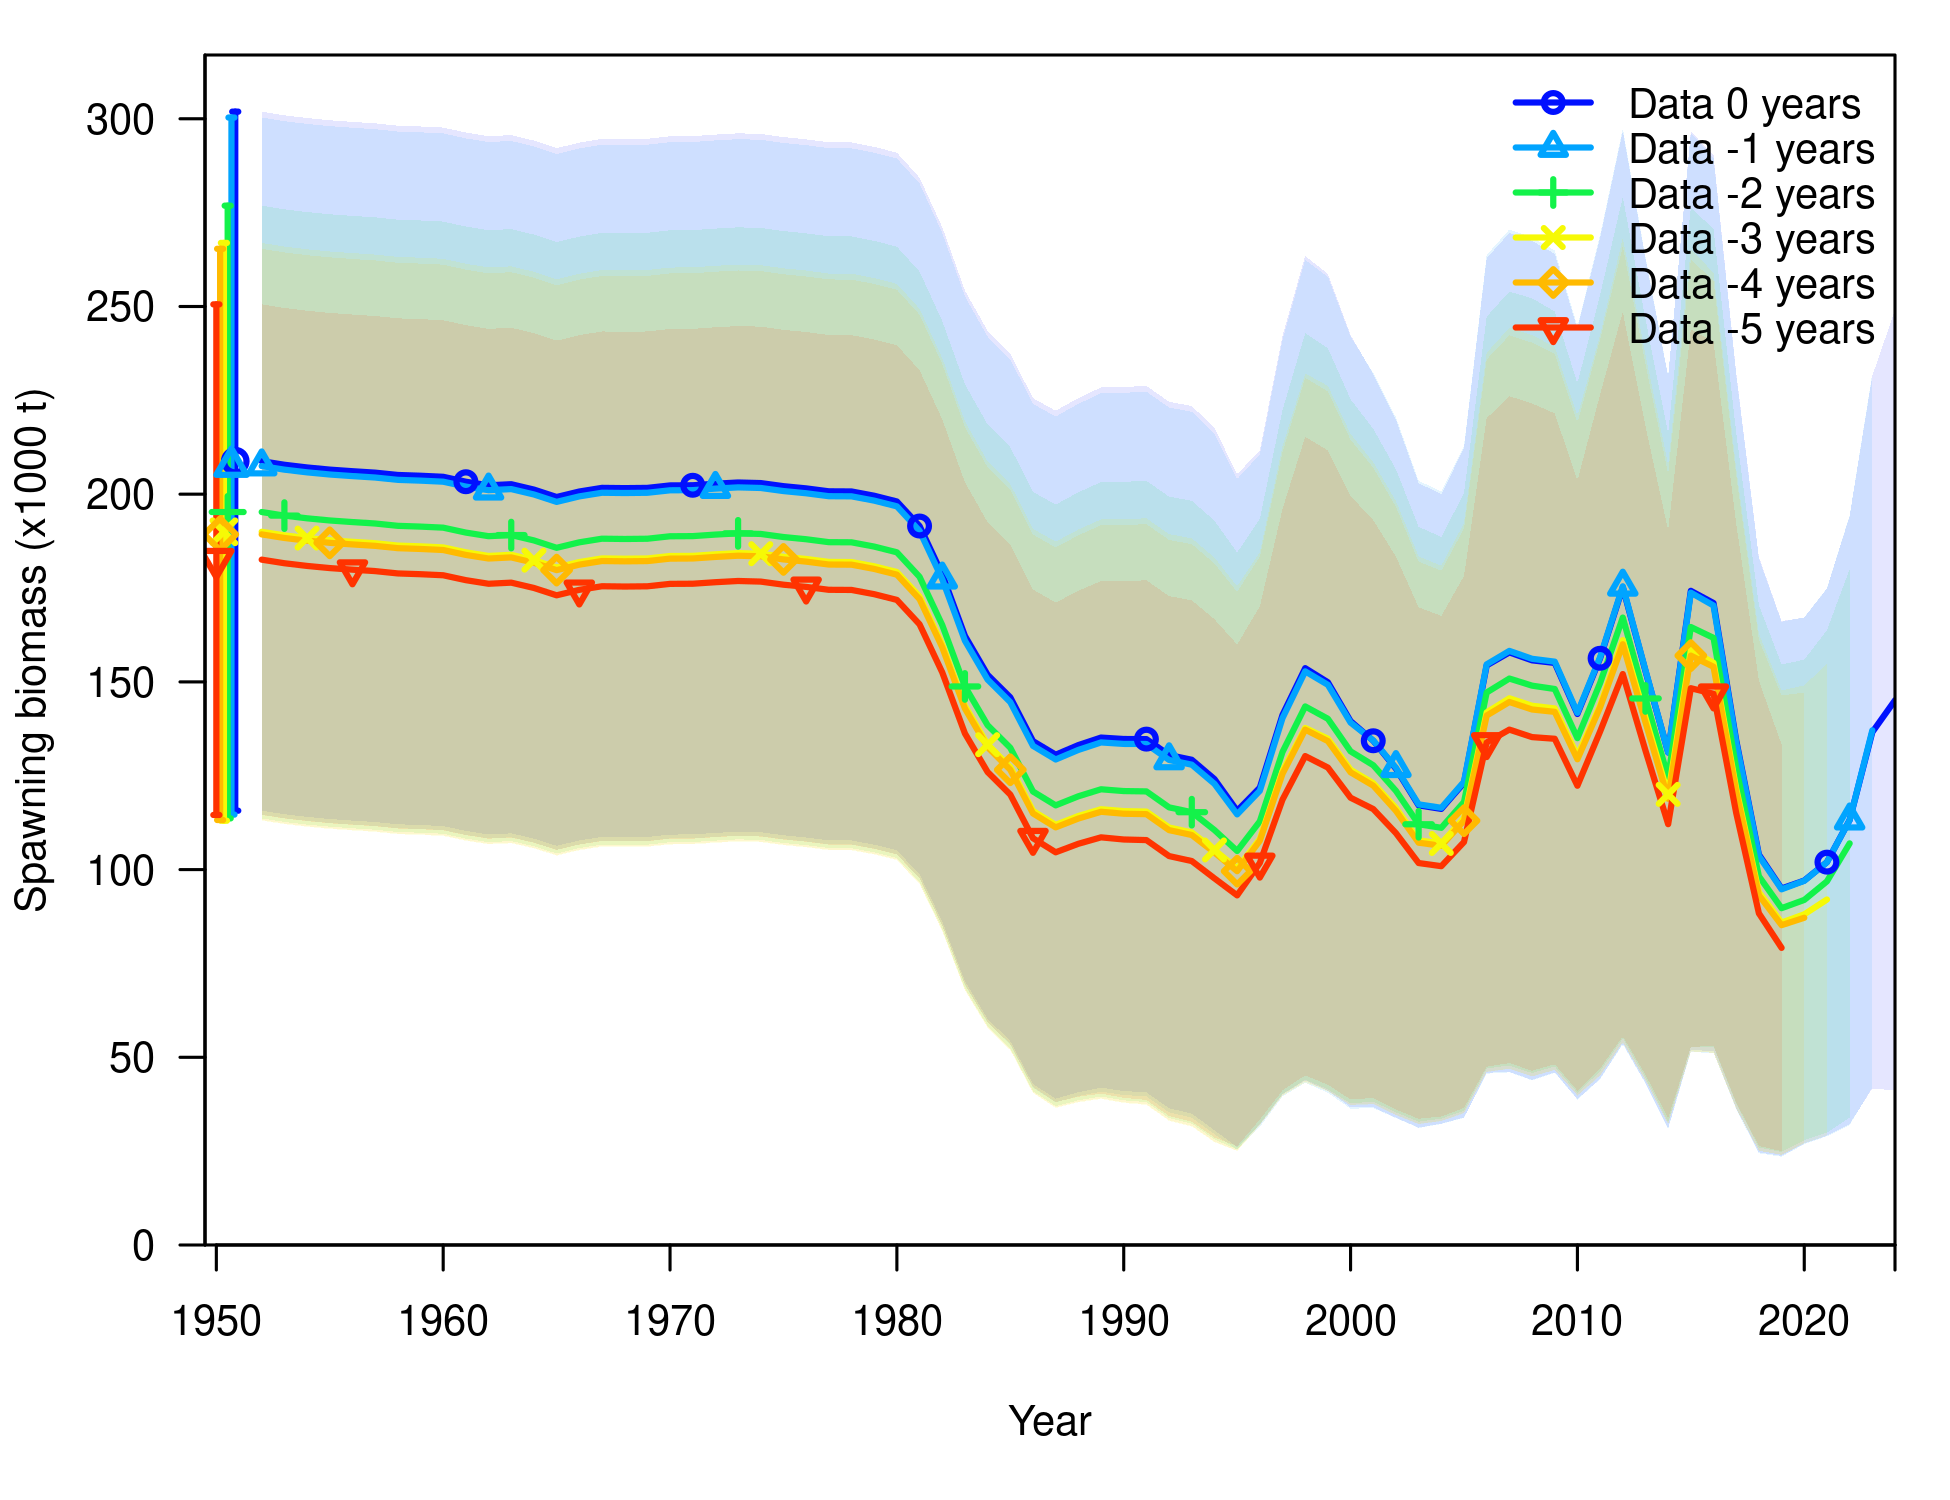 Data 0 years
Data -1 years
Data -2 years
Data -3 years
Data -4 years
Data -5 years
Spawning biomass (x1000 t)
300
250
200
150
100
50
0
1950 1960 1970 1980 1990 2000 2010 2020
Year